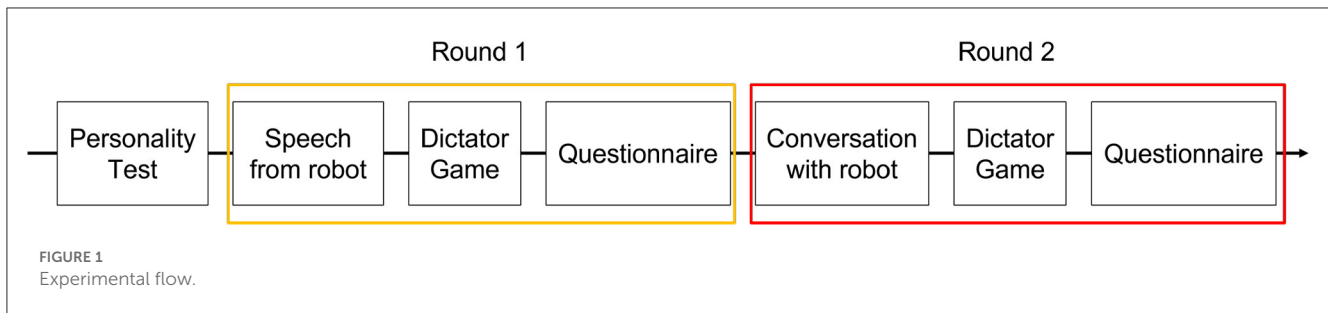 Round 1
Round 2
Personality
Test
Speech
from robot
Dictator
Game
Questionnaire
Conversation
with robot
Dictator
Game
Questionnaire
FIGURE 1
Experimental flow.